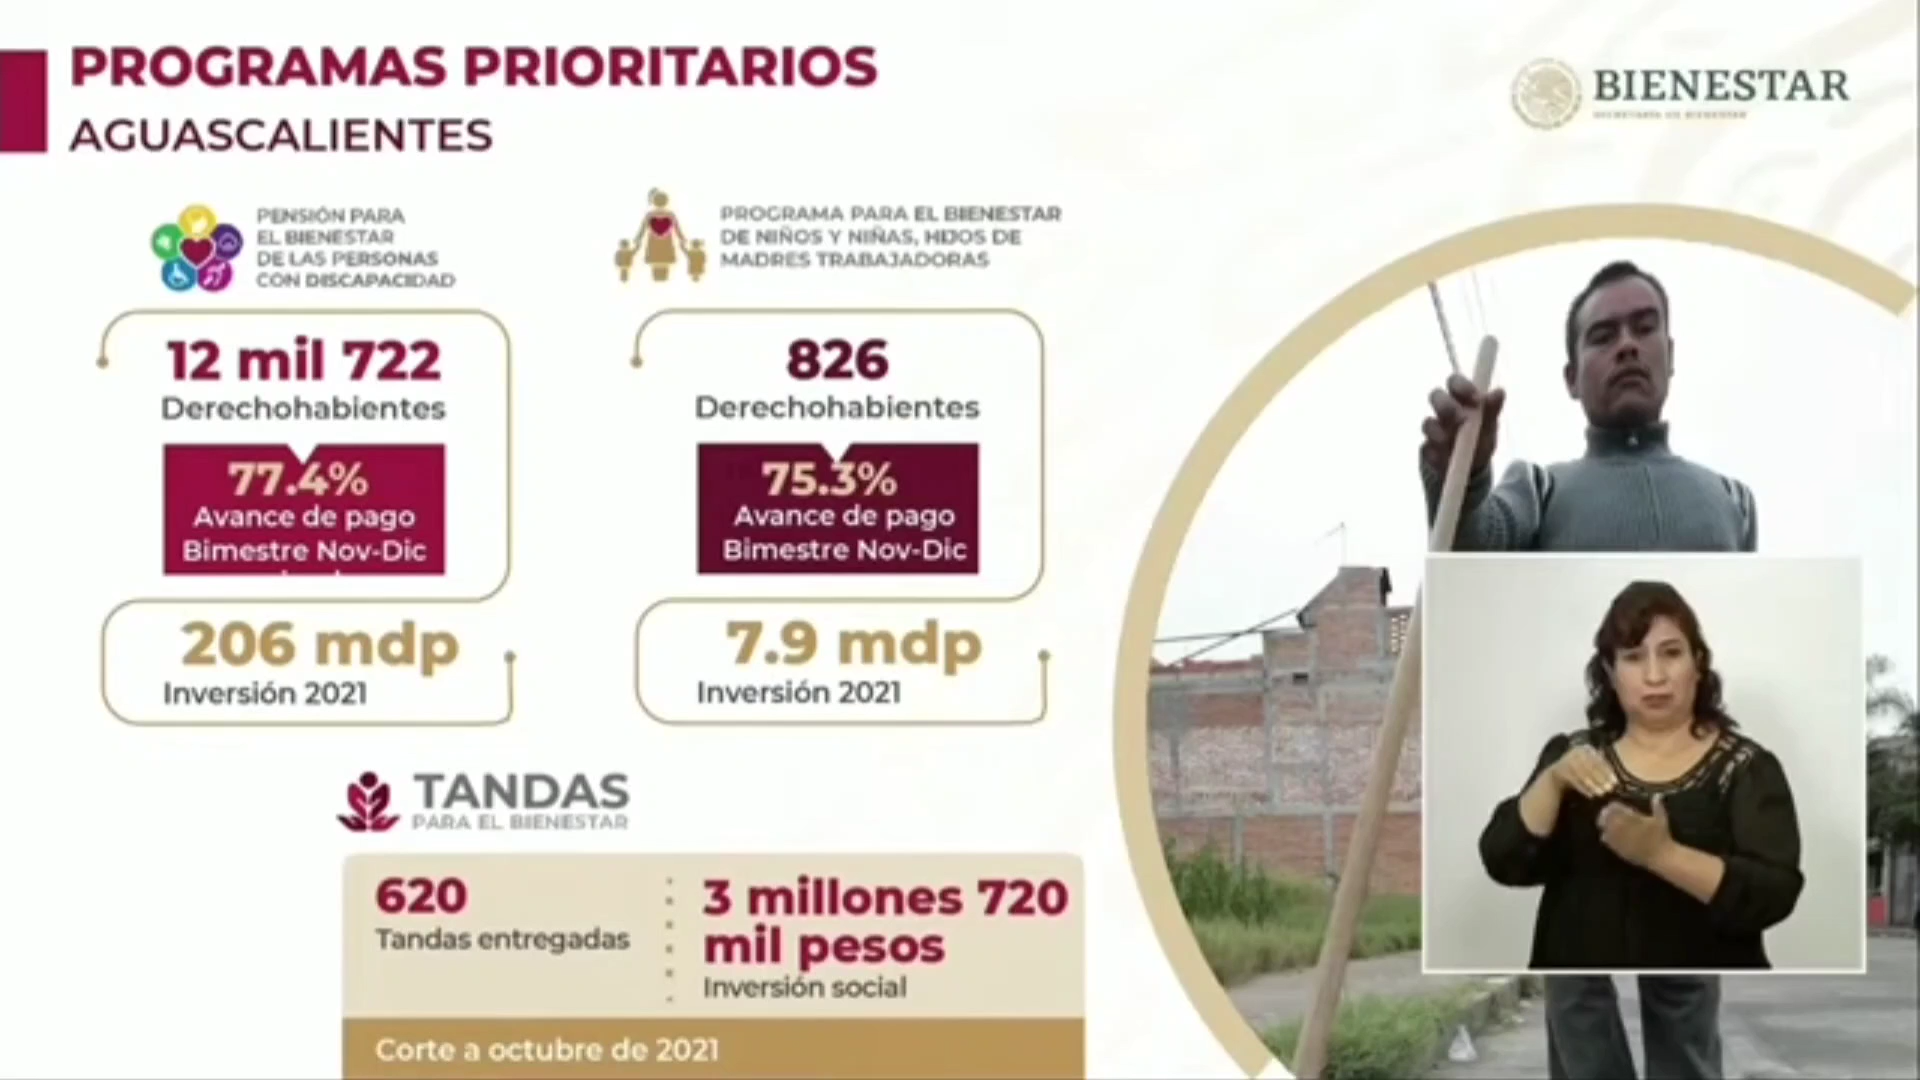 PROGRAMAS PRIORITARIOS
AGUASCALIENTES
BIENESTAR
SECRETARÍA DE BIENESTAR
PENSIÓN PARA
EL BIENESTAR
DE LAS PERSONAS
CON DISCAPACIDAD
12 mil 722
Derechohabientes
77.4%
Avance de pago
Bimestre Nov-Dic
206 mdp
Inversión 2021
PROGRAMA PARA EL BIENESTAR
DE NIÑOS Y NIÑAS, HIJOS DE
MADRES TRABAJADORAS
826
Derechohabientes
75.3%
Avance de pago
Bimestre Nov-Dic
7.9 mdp
Inversión 2021
TANDAS
PARA EL BIENESTAR
620
Tandas entregadas
3 millones 720
mil pesos
Inversión social
Corte a octubre de 2021